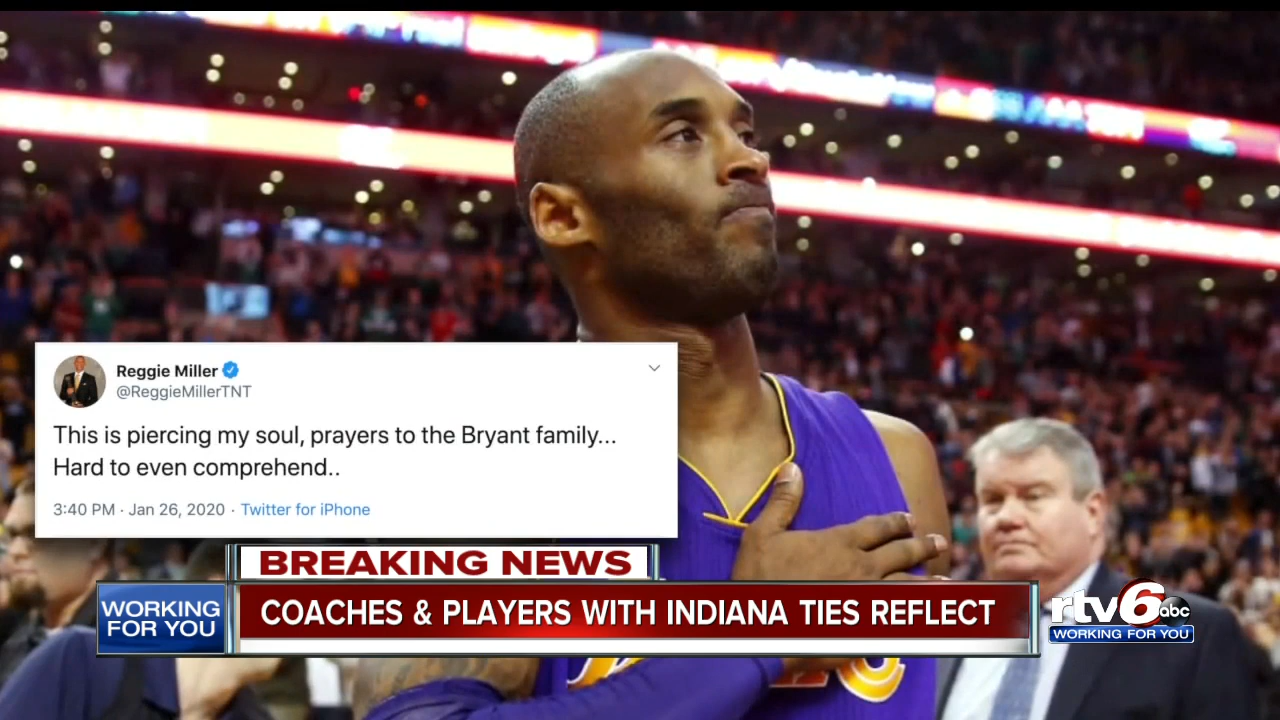 Reggie Miller
@ReggieMillerTNT
This is piercing my soul, prayers to the Bryant family...
Hard to even comprehend..
3:40 PM · Jan 26, 2020 · Twitter for iPhone
BREAKING NEWS
WORKING
FOR YOU
COACHES & PLAYERS WITH INDIANA TIES REFLECT
rtv6 abc
WORKING FOR YOU